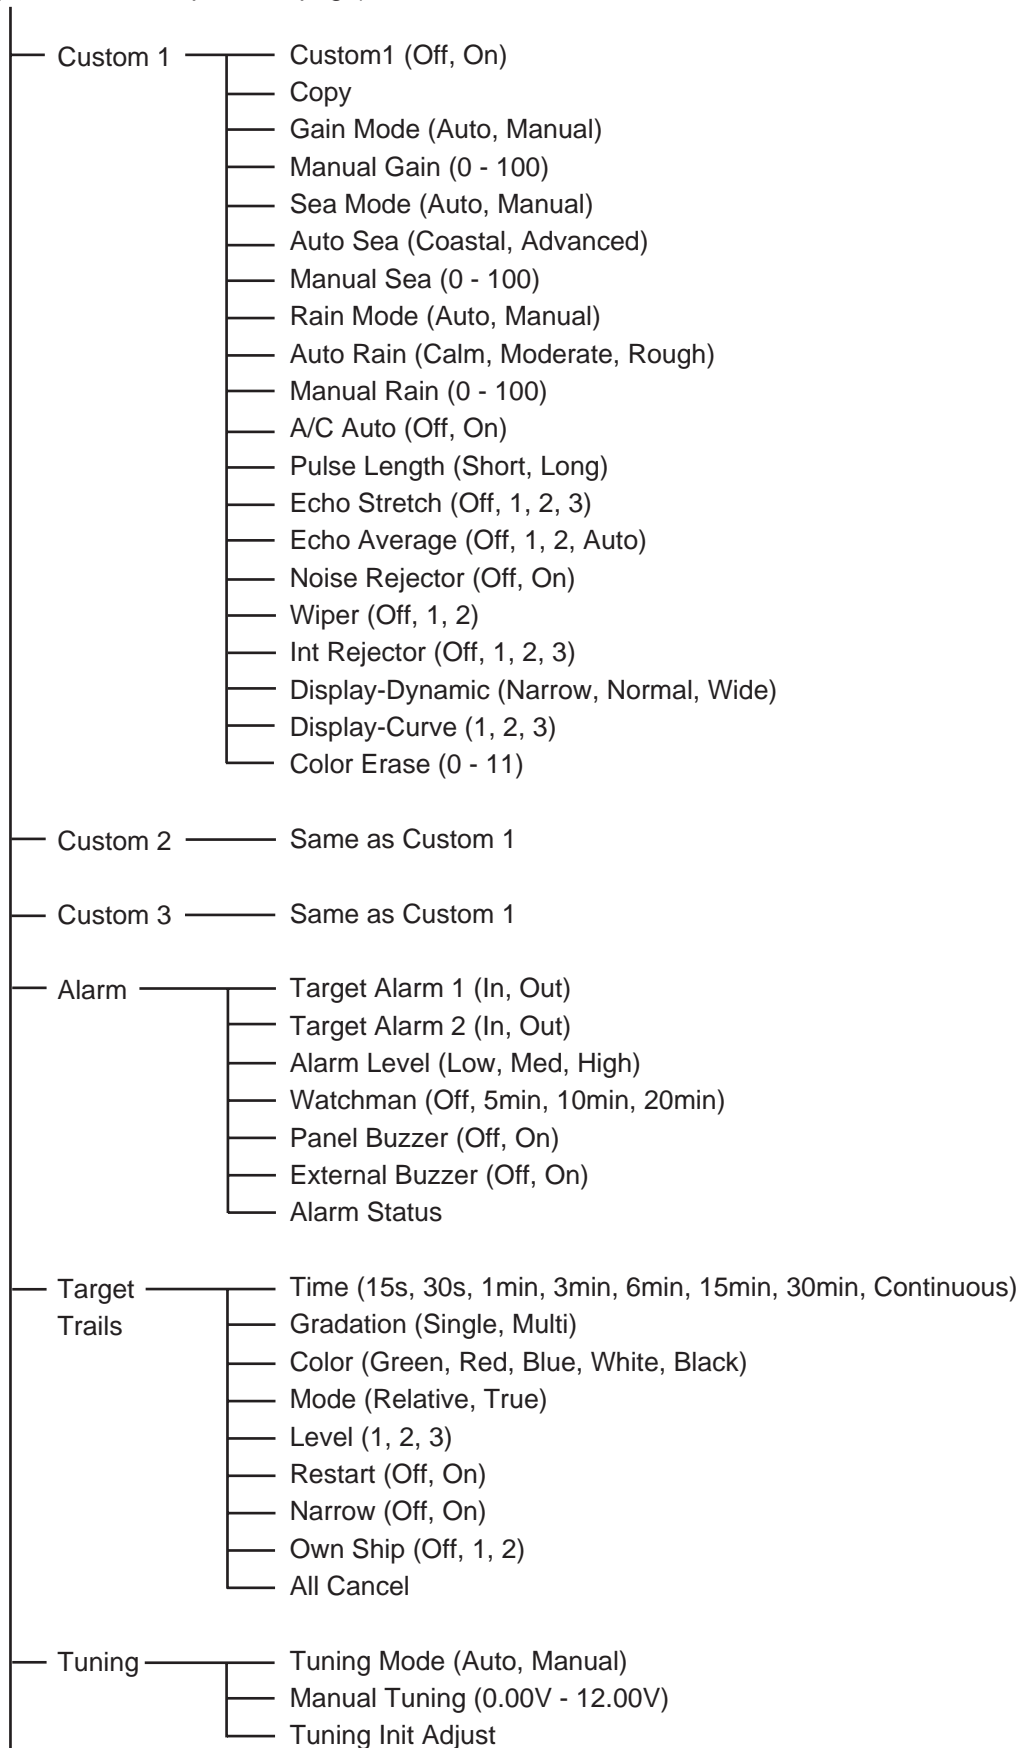 Custom 1 Custom1 (Off, On)
Copy
Gain Mode (Auto, Manual)
Manual Gain (0 - 100)
Sea Mode (Auto, Manual)
Auto Sea (Coastal, Advanced)
Manual Sea (0 - 100)
Rain Mode (Auto, Manual)
Auto Rain (Calm, Moderate, Rough)
Manual Rain (0 - 100)
A/C Auto (Off, On)
Pulse Length (Short, Long)
Echo Stretch (Off, 1, 2, 3)
Echo Average (Off, 1, 2, Auto)
Noise Rejector (Off, On)
Wiper (Off, 1, 2)
Int Rejector (Off, 1, 2, 3)
Display-Dynamic (Narrow, Normal, Wide)
Display-Curve (1, 2, 3)
Color Erase (0 - 11)
Custom 2 Same as Custom 1
Custom 3 Same as Custom 1
Alarm Target Alarm 1 (In, Out)
Target Alarm 2 (In, Out)
Alarm Level (Low, Med, High)
Watchman (Off, 5min, 10min, 20min)
Panel Buzzer (Off, On)
External Buzzer (Off, On)
Alarm Status
Target Time (15s, 30s, 1min, 3min, 6min, 15min, 30min, Continuous)
Trails Gradation (Single, Multi)
Color (Green, Red, Blue, White, Black)
Mode (Relative, True)
Level (1, 2, 3)
Restart (Off, On)
Narrow (Off, On)
Own Ship (Off, 1, 2)
All Cancel
Tuning Tuning Mode (Auto, Manual)
Manual Tuning (0.00V - 12.00V)
Tuning Init Adjust